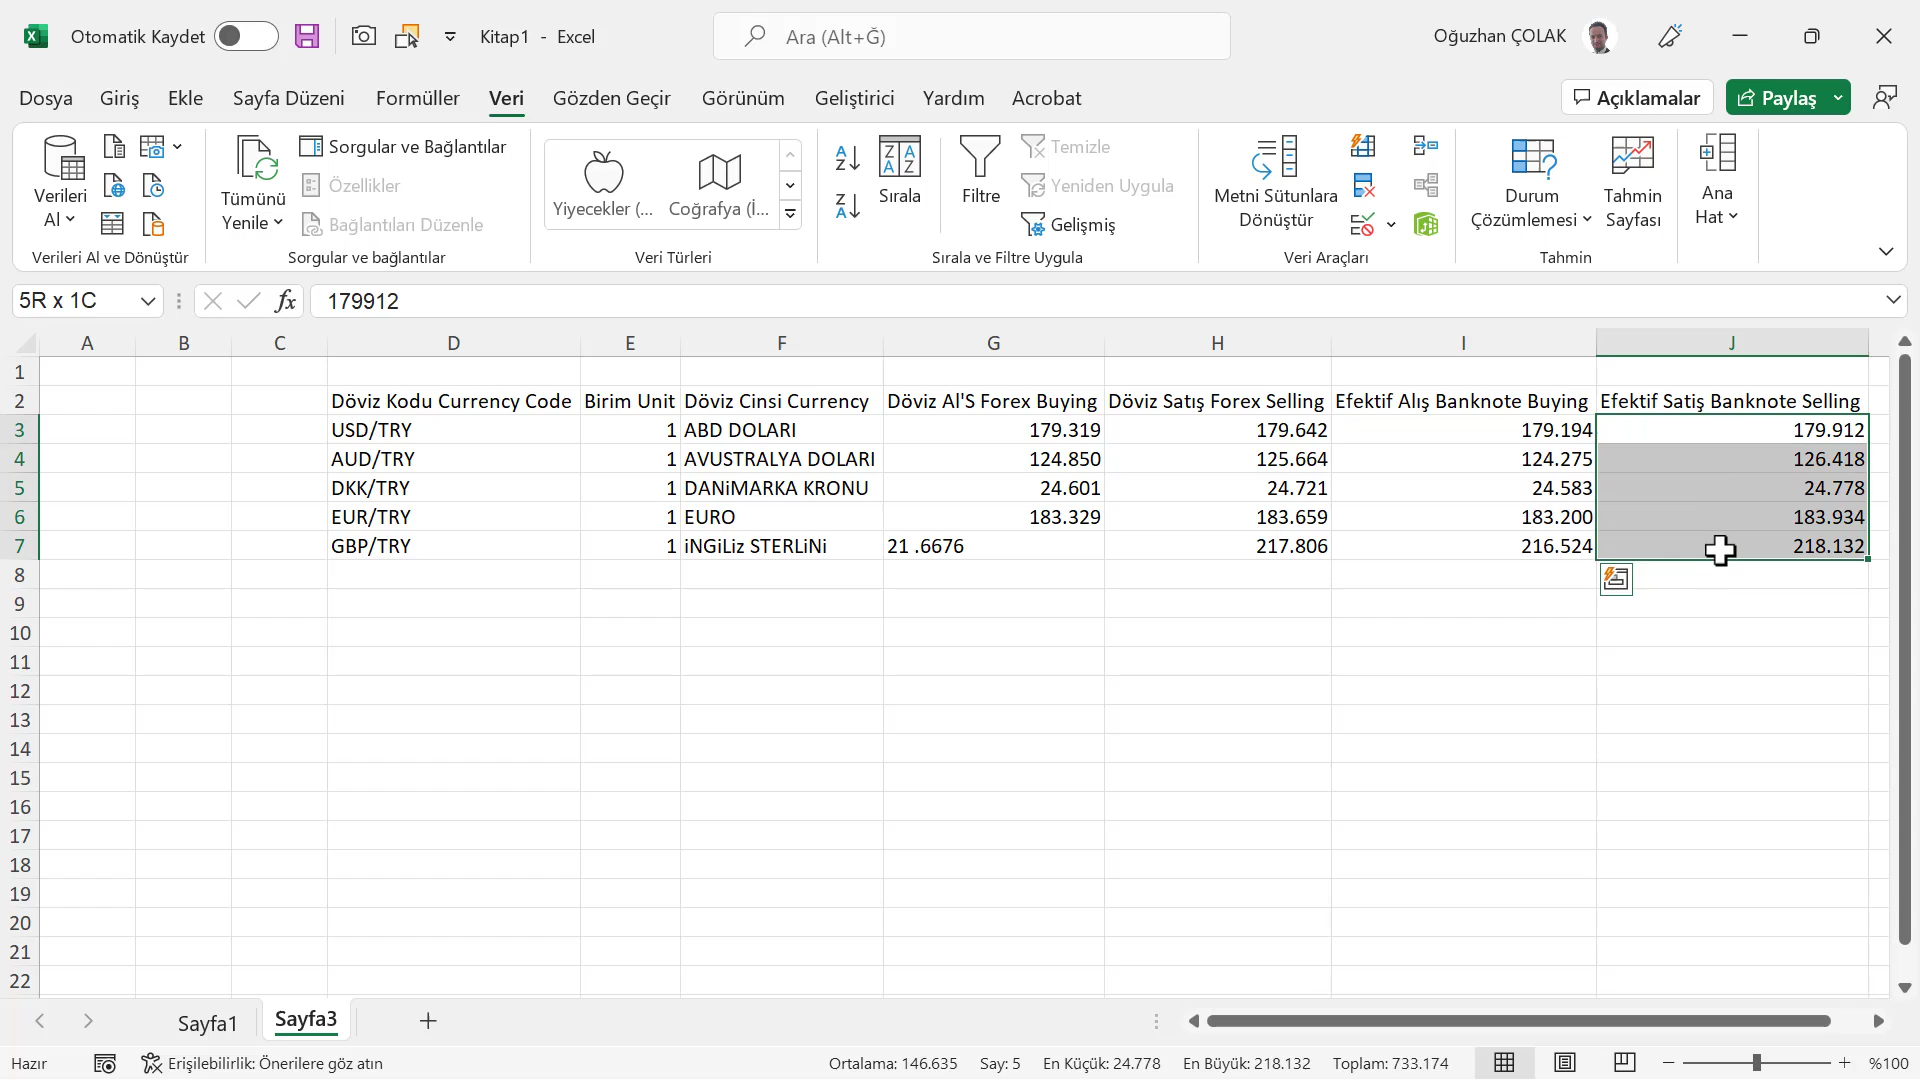 Otomatik Kaydet Kitap1 - Excel Ara (Alt+Ğ) Oğuzhan ÇOLAK
Dosya Giriş Ekle Sayfa Düzeni Formüller Veri Gözden Geçir Görünüm Geliştirici Yardım Acrobat Açıklamalar Paylaş
Verileri Al
Tümünü Yenile
Sorgular ve Bağlantılar
Özellikler
Bağlantıları Düzenle
Yiyecekler (... Coğrafya (İ...
Sırala
Filtre
Temizle
Yeniden Uygula
Gelişmiş
Metni Sütunlara Dönüştür
Durum Çözümlemesi
Tahmin Sayfası
Ana Hat
Verileri Al ve Dönüştür Sorgular ve bağlantılar Veri Türleri Sırala ve Filtre Uygula Veri Araçları Tahmin
5R x 1C fx 179912
A B C D E F G H I J
1
2 Döviz Kodu Currency Code Birim Unit Döviz Cinsi Currency Döviz Al'S Forex Buying Döviz Satış Forex Selling Efektif Alış Banknote Buying Efektif Satiş Banknote Selling
3 USD/TRY 1 ABD DOLARI 179.319 179.642 179.194 179.912
4 AUD/TRY 1 AVUSTRALYA DOLARI 124.850 125.664 124.275 126.418
5 DKK/TRY 1 DANiMARKA KRONU 24.601 24.721 24.583 24.778
6 EUR/TRY 1 EURO 183.329 183.659 183.200 183.934
7 GBP/TRY 1 iNGiLiz STERLiNi 21 .6676 217.806 216.524 218.132
8
9
10
11
12
13
14
15
16
17
18
19
20
21
22
Sayfa1 Sayfa3
Hazır Erişilebilirlik: Önerilere göz atın Ortalama: 146.635 Say: 5 En Küçük: 24.778 En Büyük: 218.132 Toplam: 733.174 %100